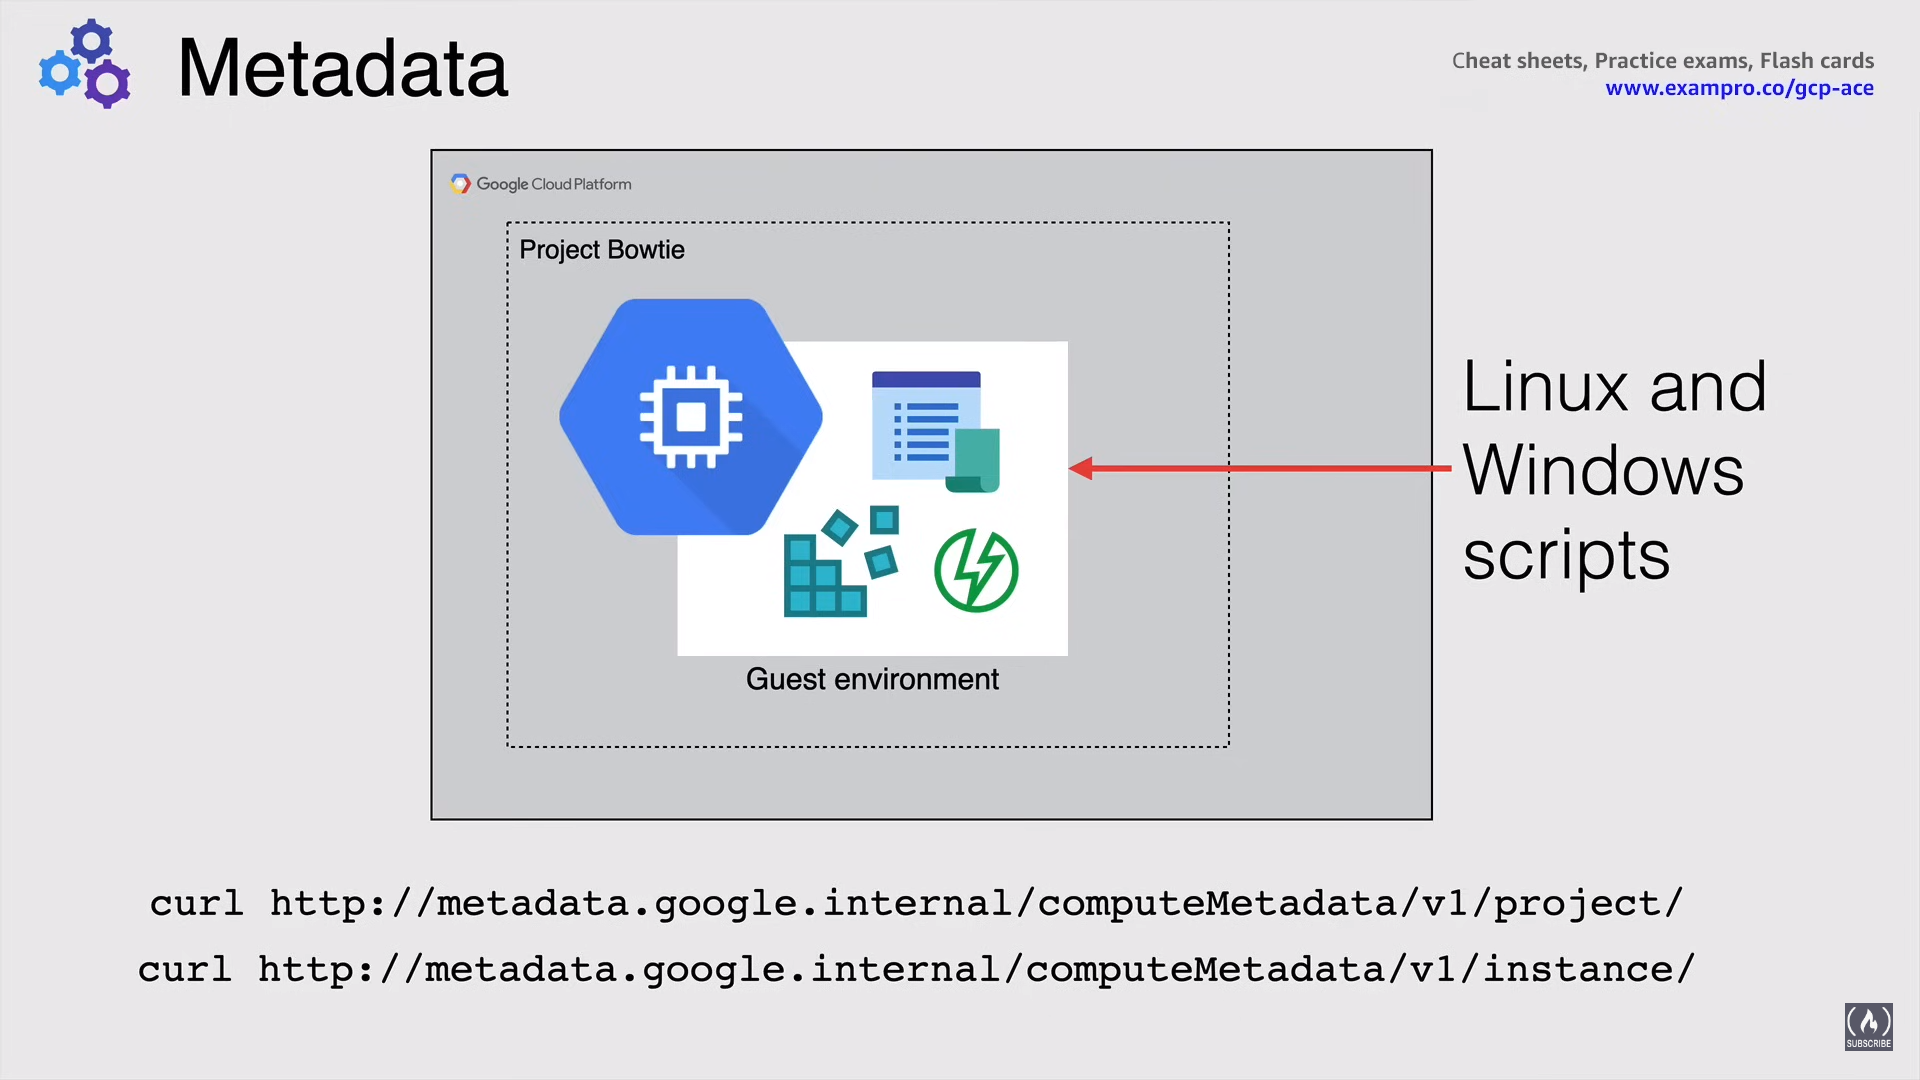 Metadata
Cheat sheets, Practice exams, Flash cards
www.exampro.co/gcp-ace
Google Cloud Platform
Project Bowtie
Linux and
Windows
scripts
Guest environment
curl http://metadata.google.internal/computeMetadata/v1/project/
curl http://metadata.google.internal/computeMetadata/v1/instance/
SUBSCRIBE